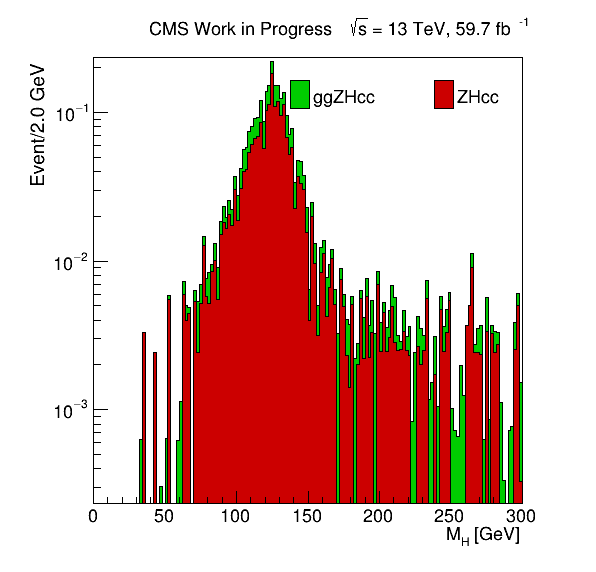 CMS Work in Progress √s = 13 TeV, 59.7 fb⁻¹
Event/2.0 GeV
ggZHcc ZHcc
10⁻¹
10⁻²
10⁻³
0 50 100 150 200 250 300
M_H [GeV]